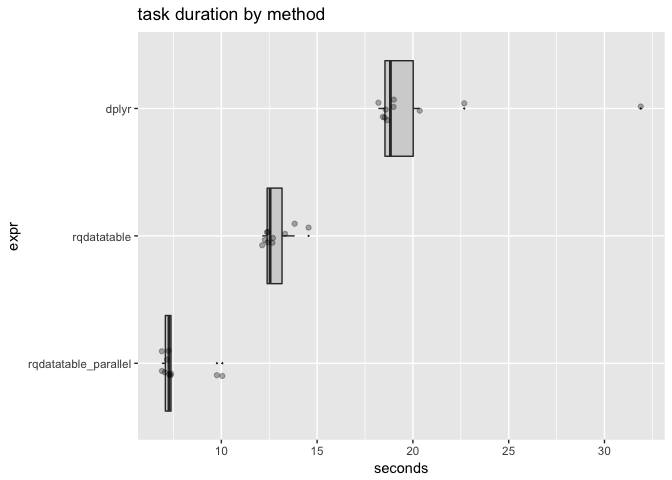 task duration by method
expr
dplyr
rqdatatable
rqdatatable_parallel
10 15 20 25 30
seconds